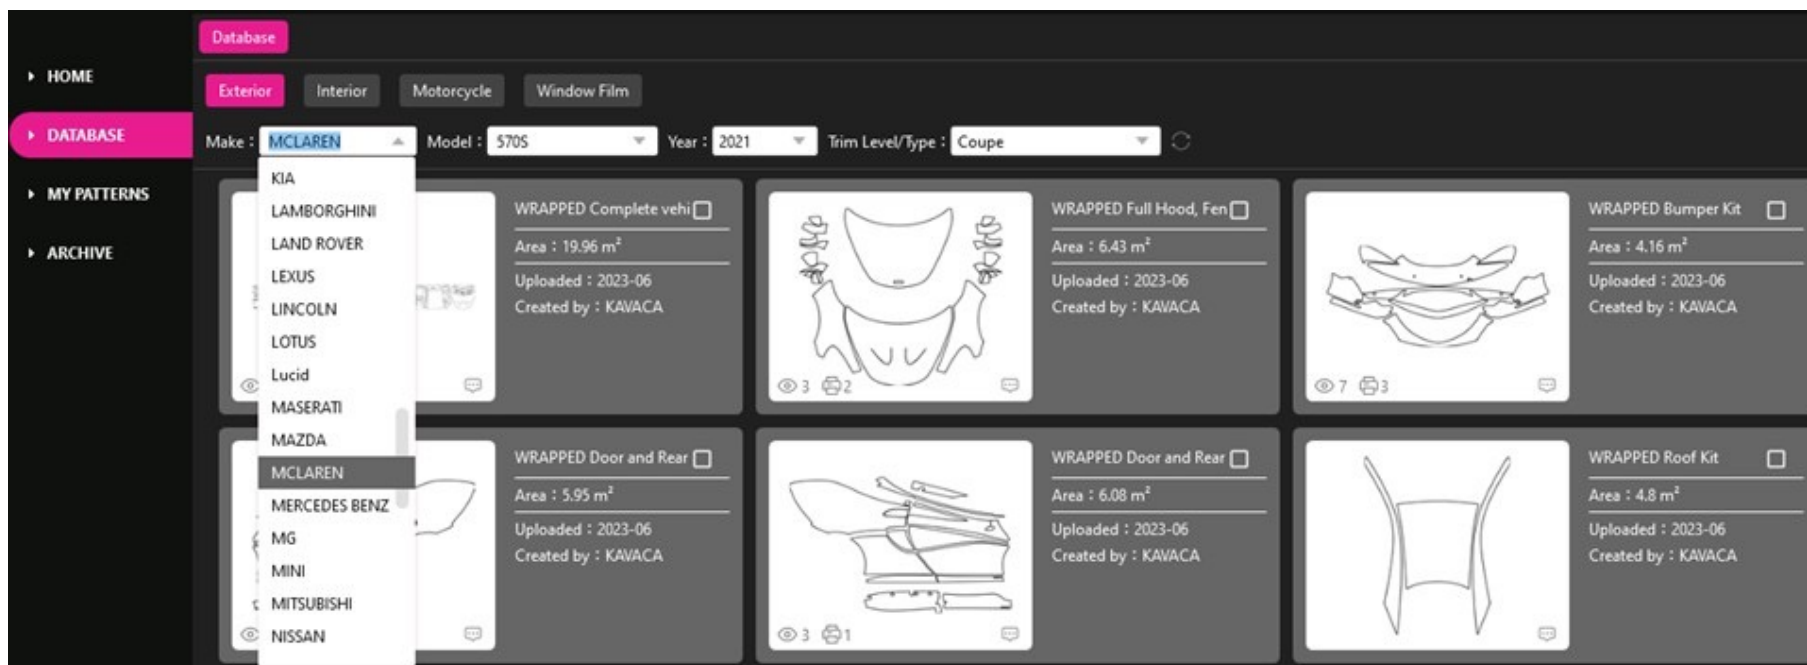 Database
HOME
DATABASE
MY PATTERNS
ARCHIVE
Exterior Interior Motorcycle Window Film
Make : MCLAREN Model : 570S Year : 2021 Trim Level/Type : Coupe
KIA
LAMBORGHINI
LAND ROVER
LEXUS
LINCOLN
LOTUS
Lucid
MASERATI
MAZDA
MCLAREN
MERCEDES BENZ
MG
MINI
MITSUBISHI
NISSAN
WRAPPED Complete vehi
Area : 19.96 m²
Uploaded : 2023-06
Created by : KAVACA
WRAPPED Full Hood, Fen
Area : 6.43 m²
Uploaded : 2023-06
Created by : KAVACA
3 2
WRAPPED Bumper Kit
Area : 4.16 m²
Uploaded : 2023-06
Created by : KAVACA
7 3
WRAPPED Door and Rear
Area : 5.95 m²
Uploaded : 2023-06
Created by : KAVACA
WRAPPED Door and Rear
Area : 6.08 m²
Uploaded : 2023-06
Created by : KAVACA
3 1
WRAPPED Roof Kit
Area : 4.8 m²
Uploaded : 2023-06
Created by : KAVACA